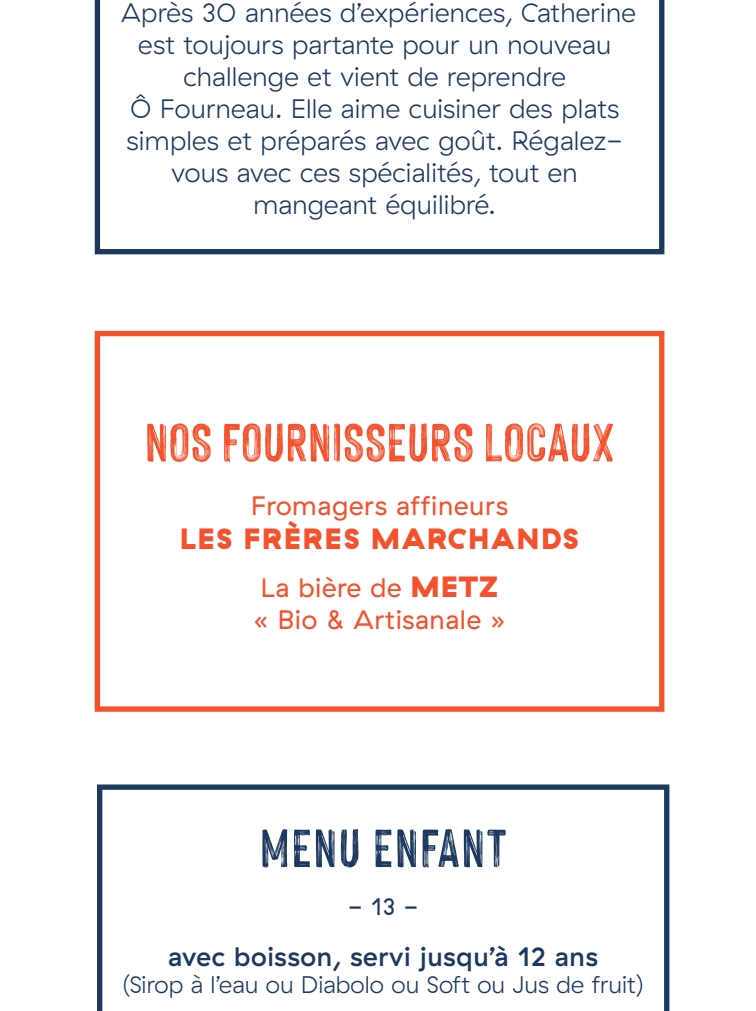 Après 30 années d’expériences, Catherine
est toujours partante pour un nouveau
challenge et vient de reprendre
Ô Fourneau. Elle aime cuisiner des plats
simples et préparés avec goût. Régalez-
vous avec ces spécialités, tout en
mangeant équilibré.
NOS FOURNISSEURS LOCAUX
Fromagers affineurs
LES FRÈRES MARCHANDS
La bière de METZ
« Bio & Artisanale »
MENU ENFANT
– 13 –
avec boisson, servi jusqu’à 12 ans
(Sirop à l’eau ou Diabolo ou Soft ou Jus de fruit)